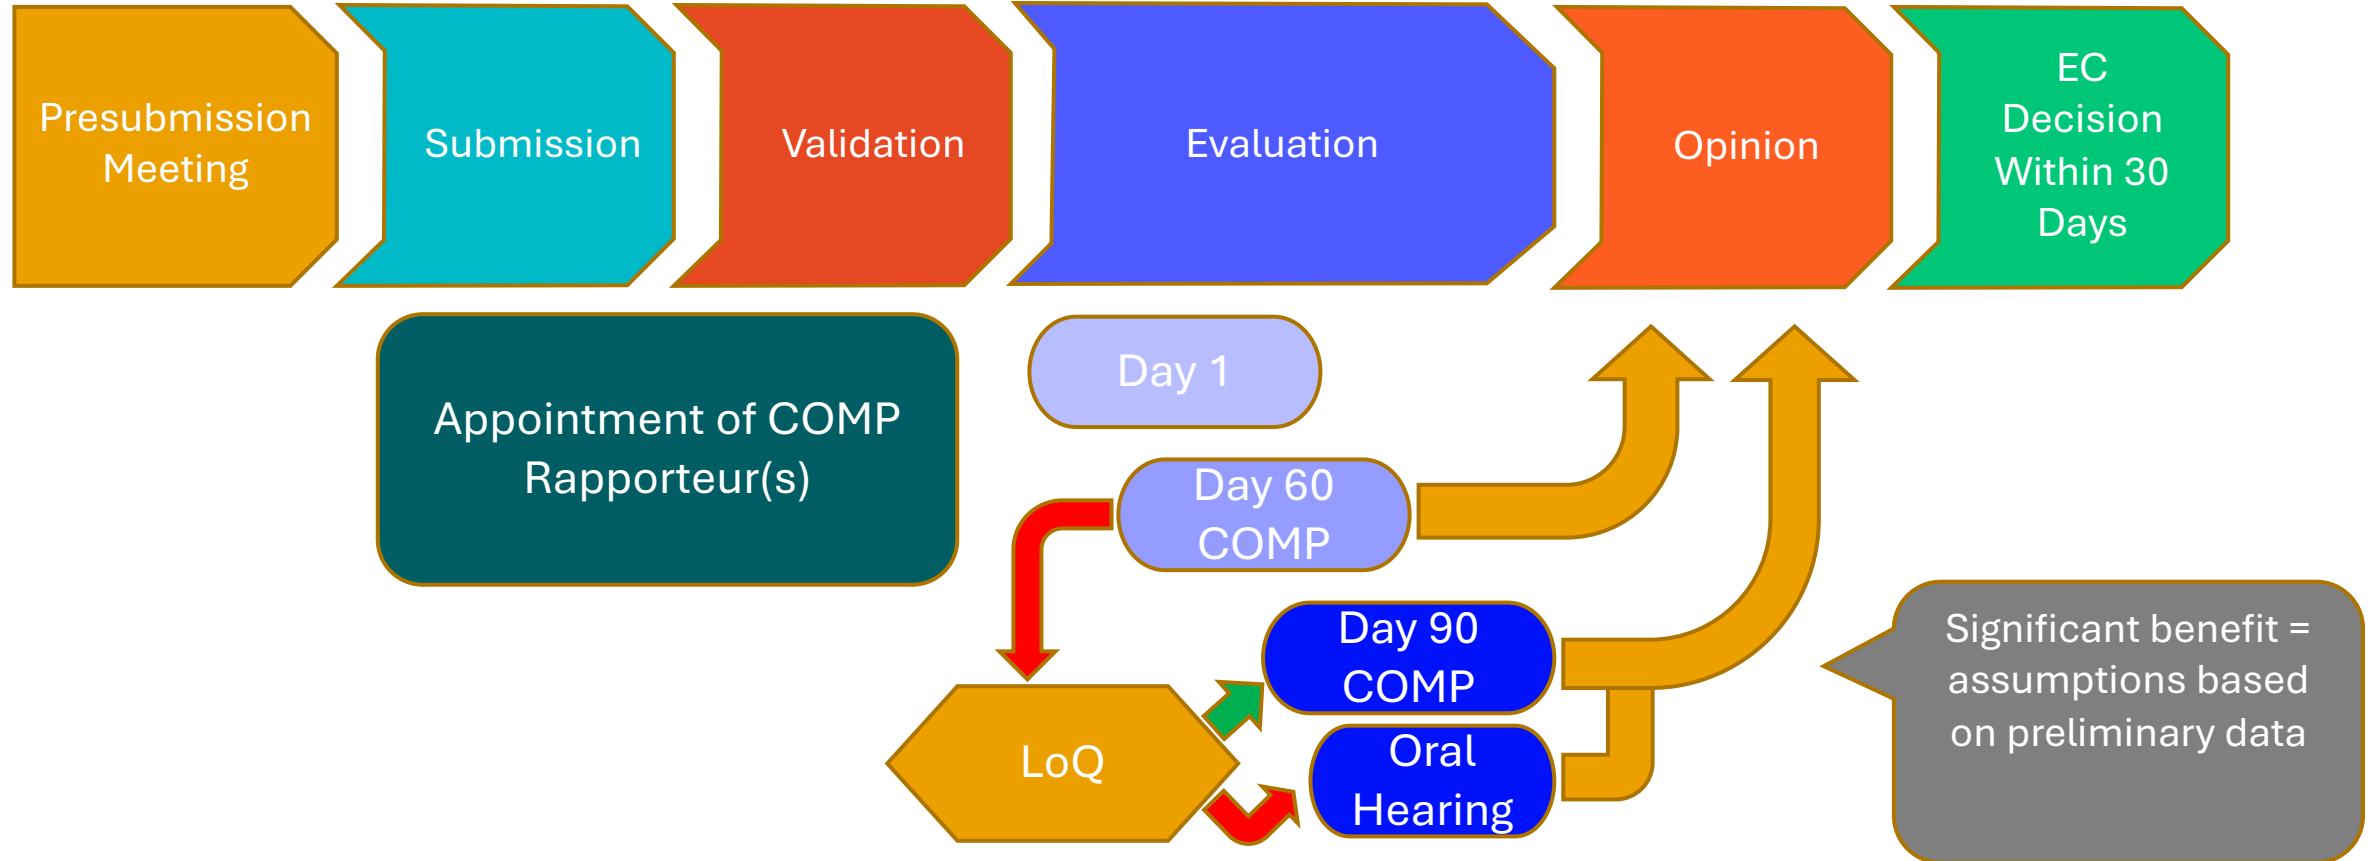 Presubmission
Meeting
Submission
Validation
Evaluation
Opinion
EC
Decision
Within 30
Days
Appointment of COMP
Rapporteur(s)
Day 1
Day 60
COMP
Day 90
COMP
LoQ
Oral
Hearing
Significant benefit =
assumptions based
on preliminary data